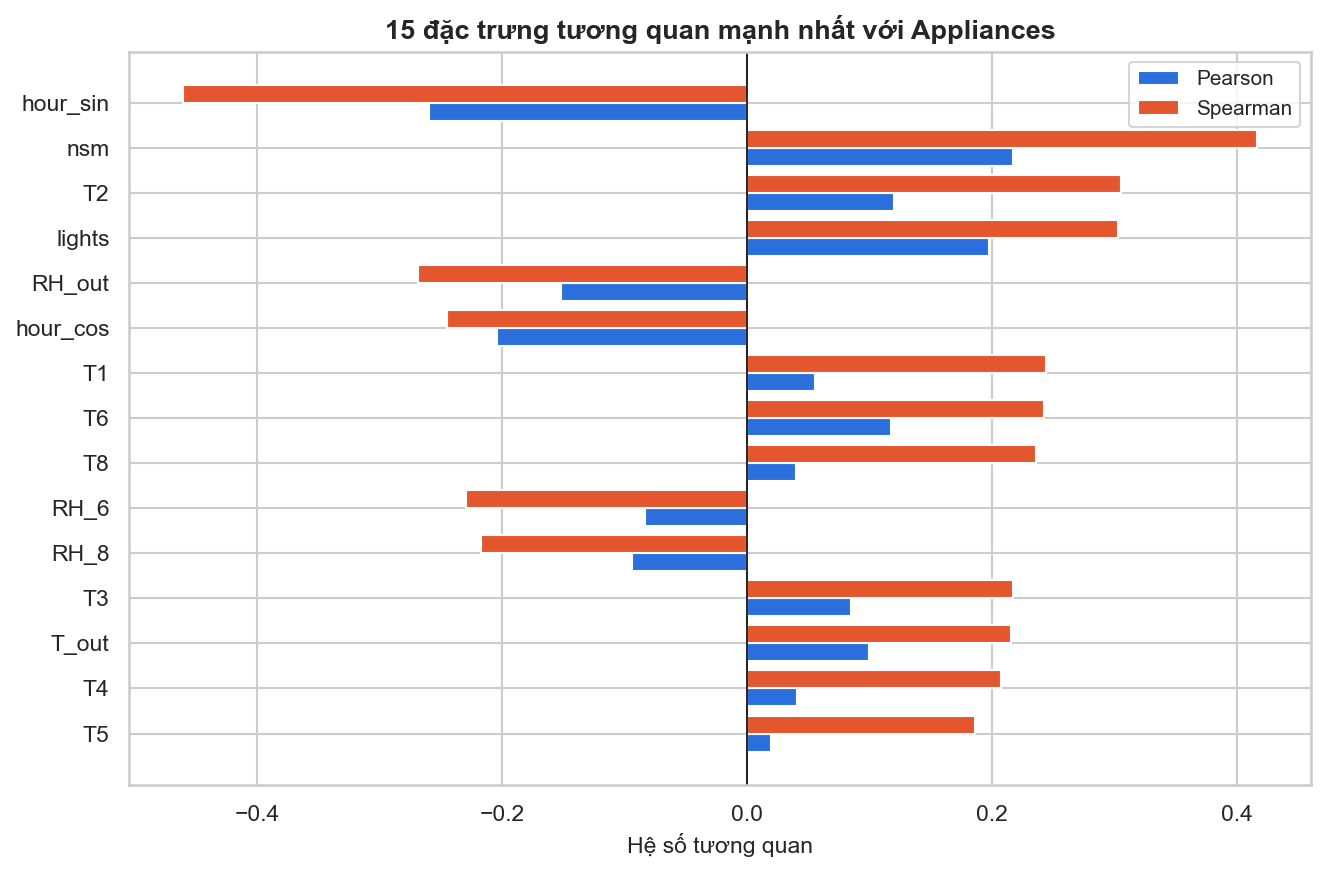 15 đặc trưng tương quan mạnh nhất với Appliances
Pearson
Spearman
hour_sin
nsm
T2
lights
RH_out
hour_cos
T1
T6
T8
RH_6
RH_8
T3
T_out
T4
T5
−0.4
−0.2
0.0
0.2
0.4
Hệ số tương quan